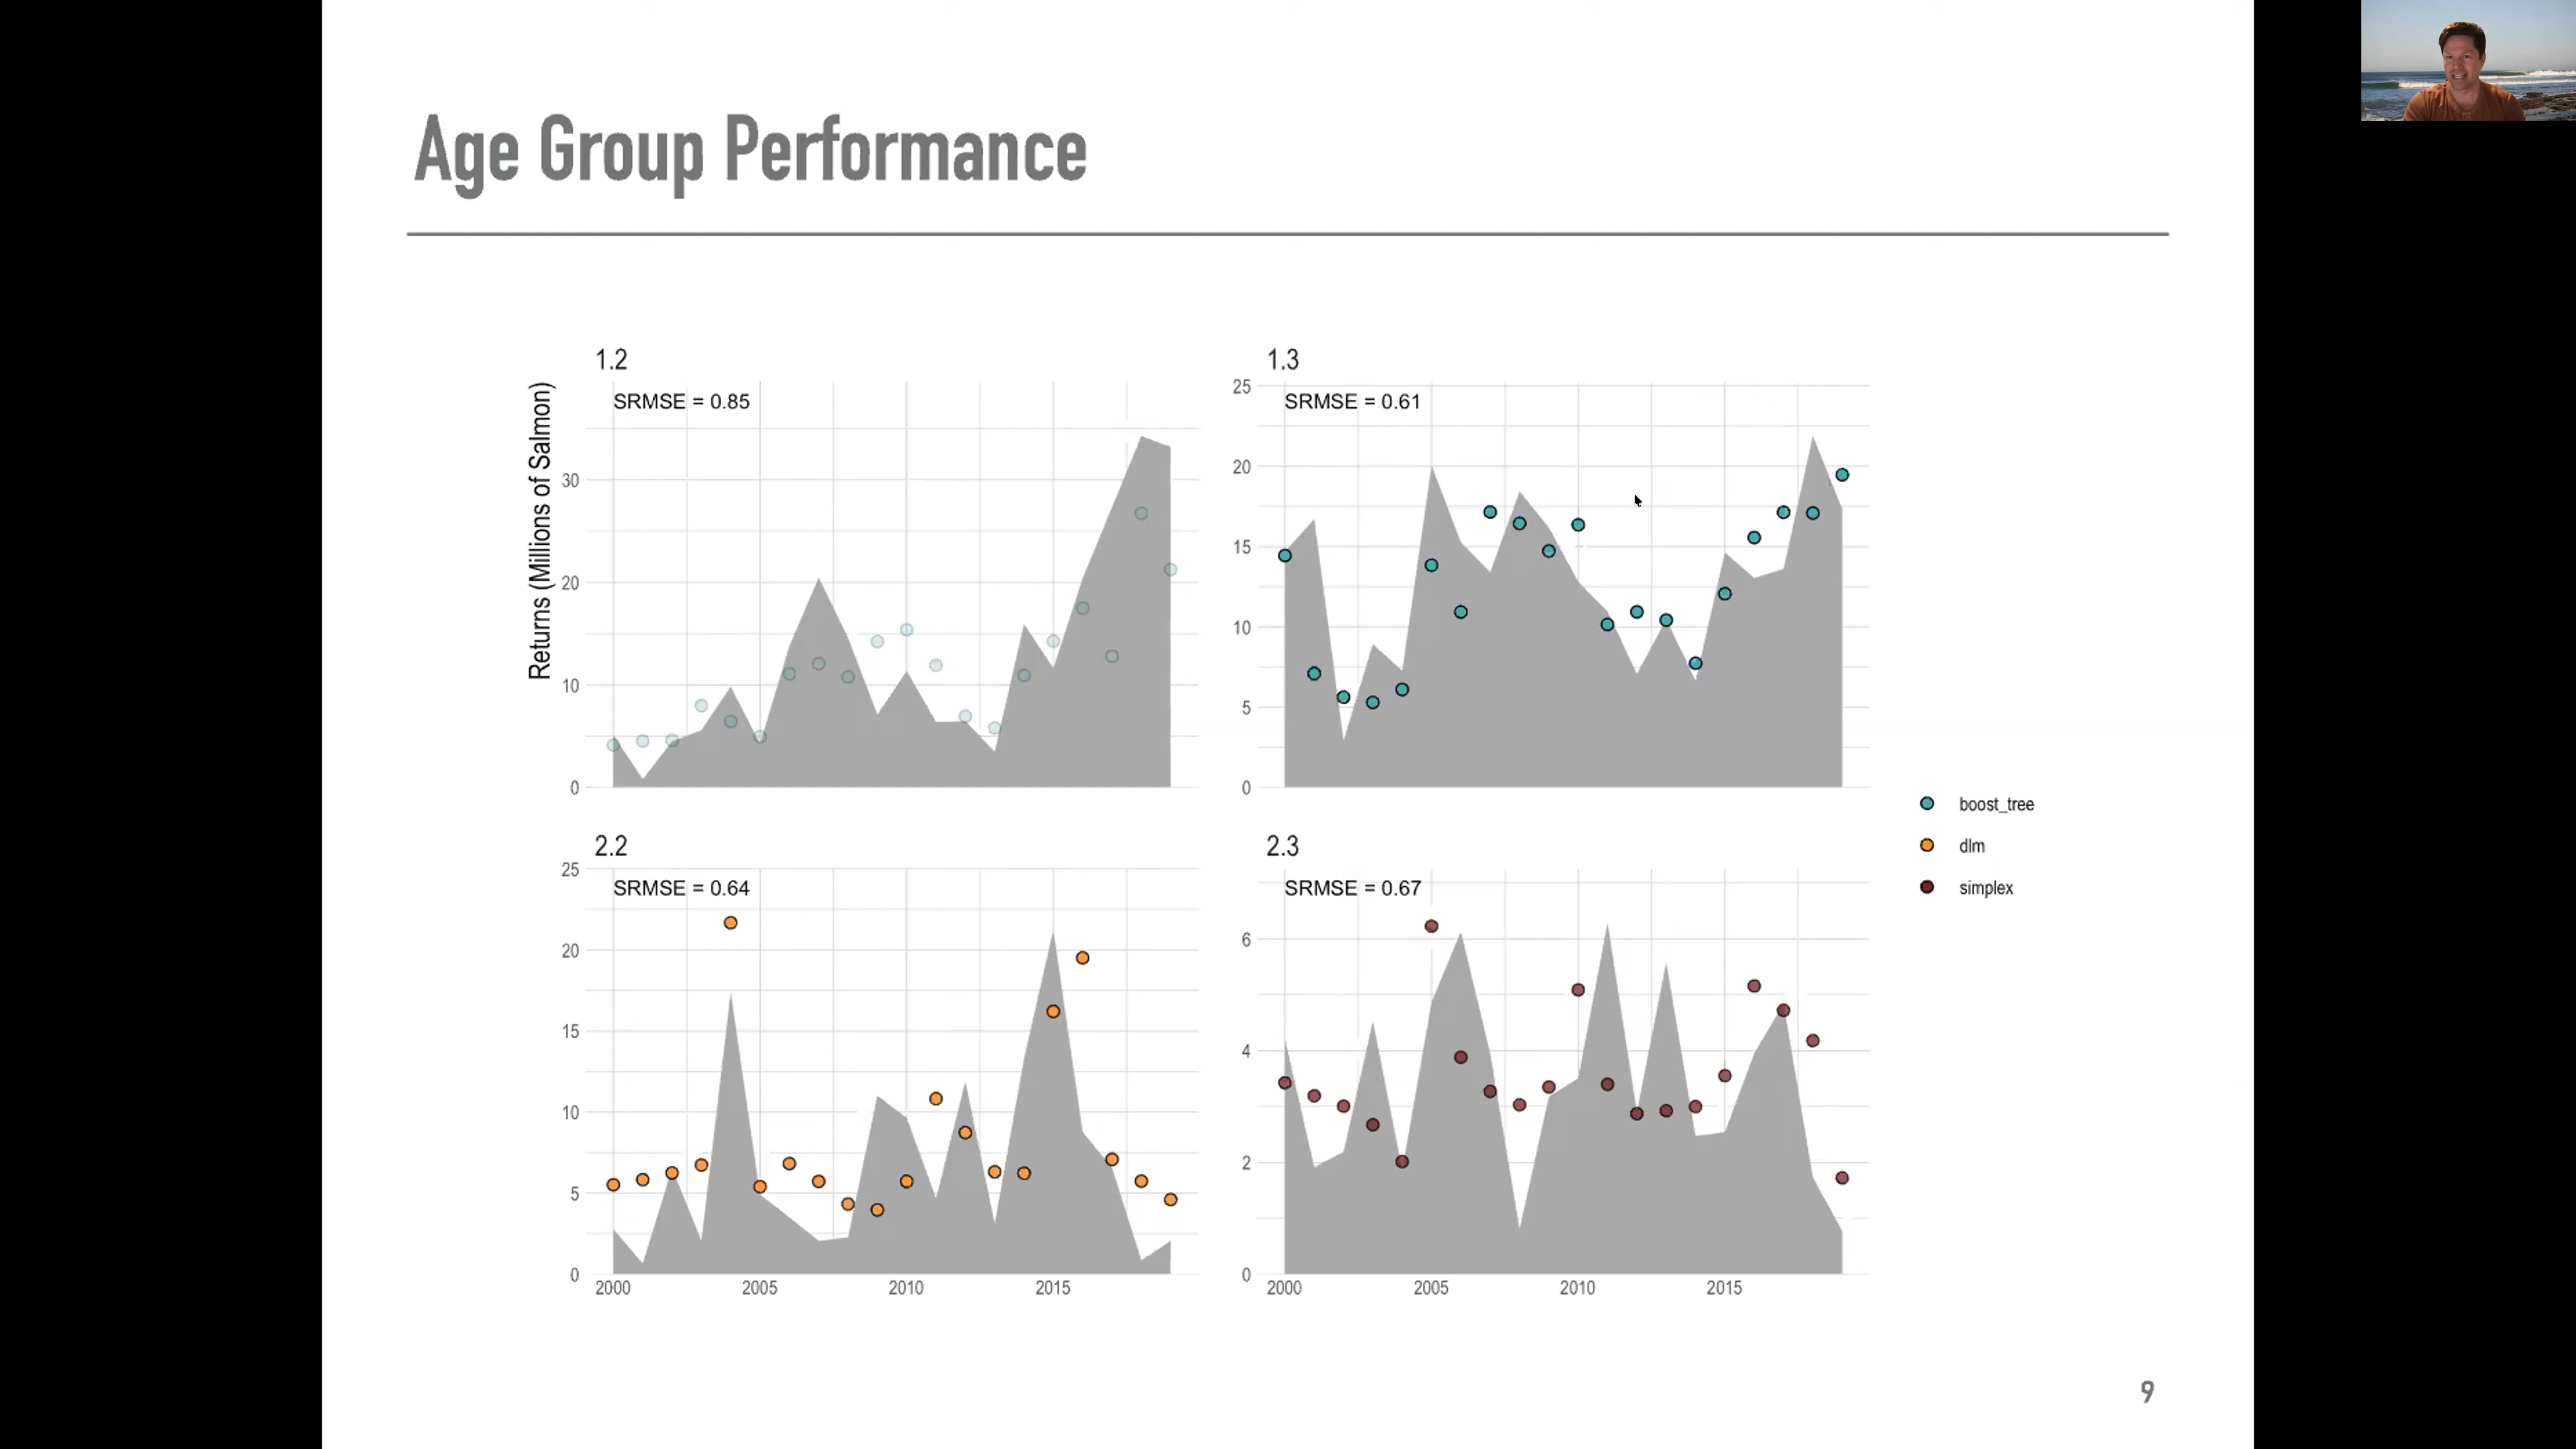 Age Group Performance
1.2
SRMSE = 0.85
Returns (Millions of Salmon)
30
20
10
0
1.3
SRMSE = 0.61
25
20
15
10
5
0
2.2
SRMSE = 0.64
25
20
15
10
5
0
2000 2005 2010 2015
2.3
SRMSE = 0.67
6
4
2
0
2000 2005 2010 2015
boost_tree
dlm
simplex
9